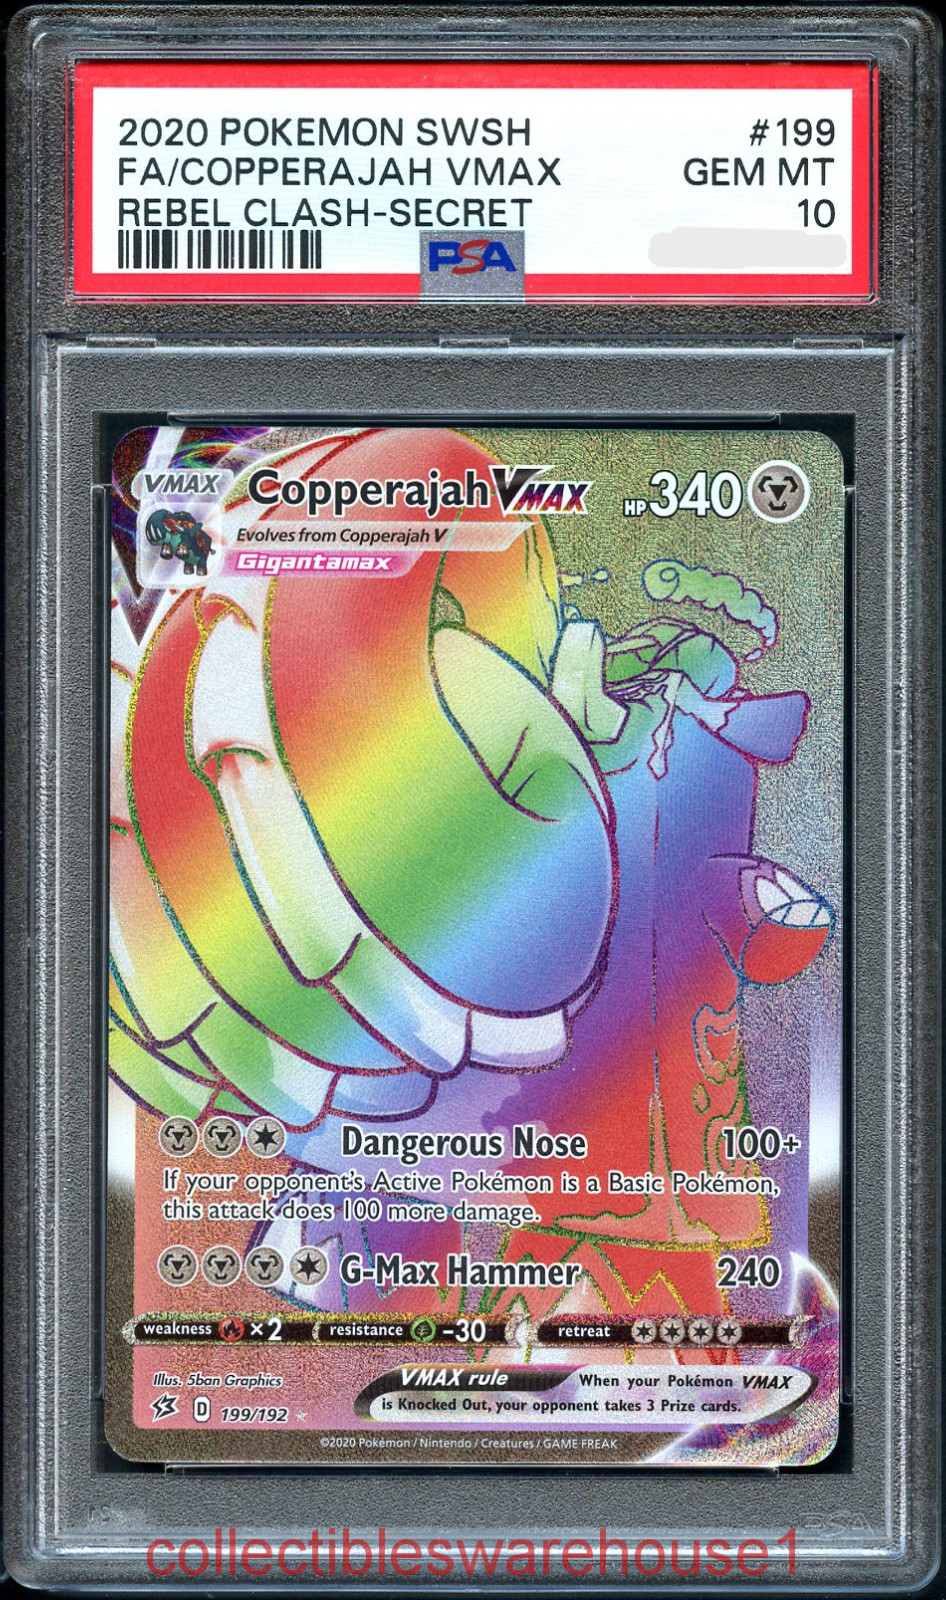 2020 POKEMON SWSH #199
FA/COPPERAJAH VMAX GEM MT
REBEL CLASH-SECRET 10
PSA
VMAX
Copperajah VMAX HP 340
Evolves from Copperajah V
Gigantamax
Dangerous Nose 100+
If your opponent's Active Pokémon is a Basic Pokémon,
this attack does 100 more damage.
G-Max Hammer 240
weakness ×2 resistance -30 retreat
Illus. 5ban Graphics
VMAX rule When your Pokémon VMAX
is Knocked Out, your opponent takes 3 Prize cards.
D 199/192
©2020 Pokémon / Nintendo / Creatures / GAME FREAK
PSA
collectibleswarehouse1